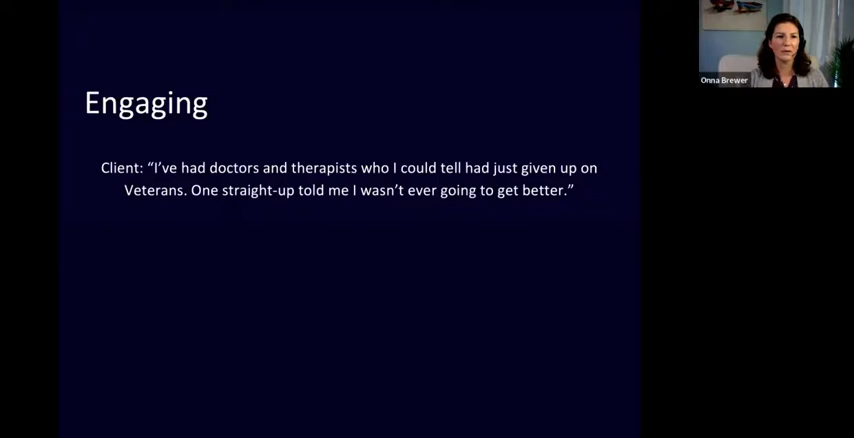 Onna Brewer
Engaging
Client: “I’ve had doctors and therapists who I could tell had just given up on
Veterans. One straight-up told me I wasn’t ever going to get better.”